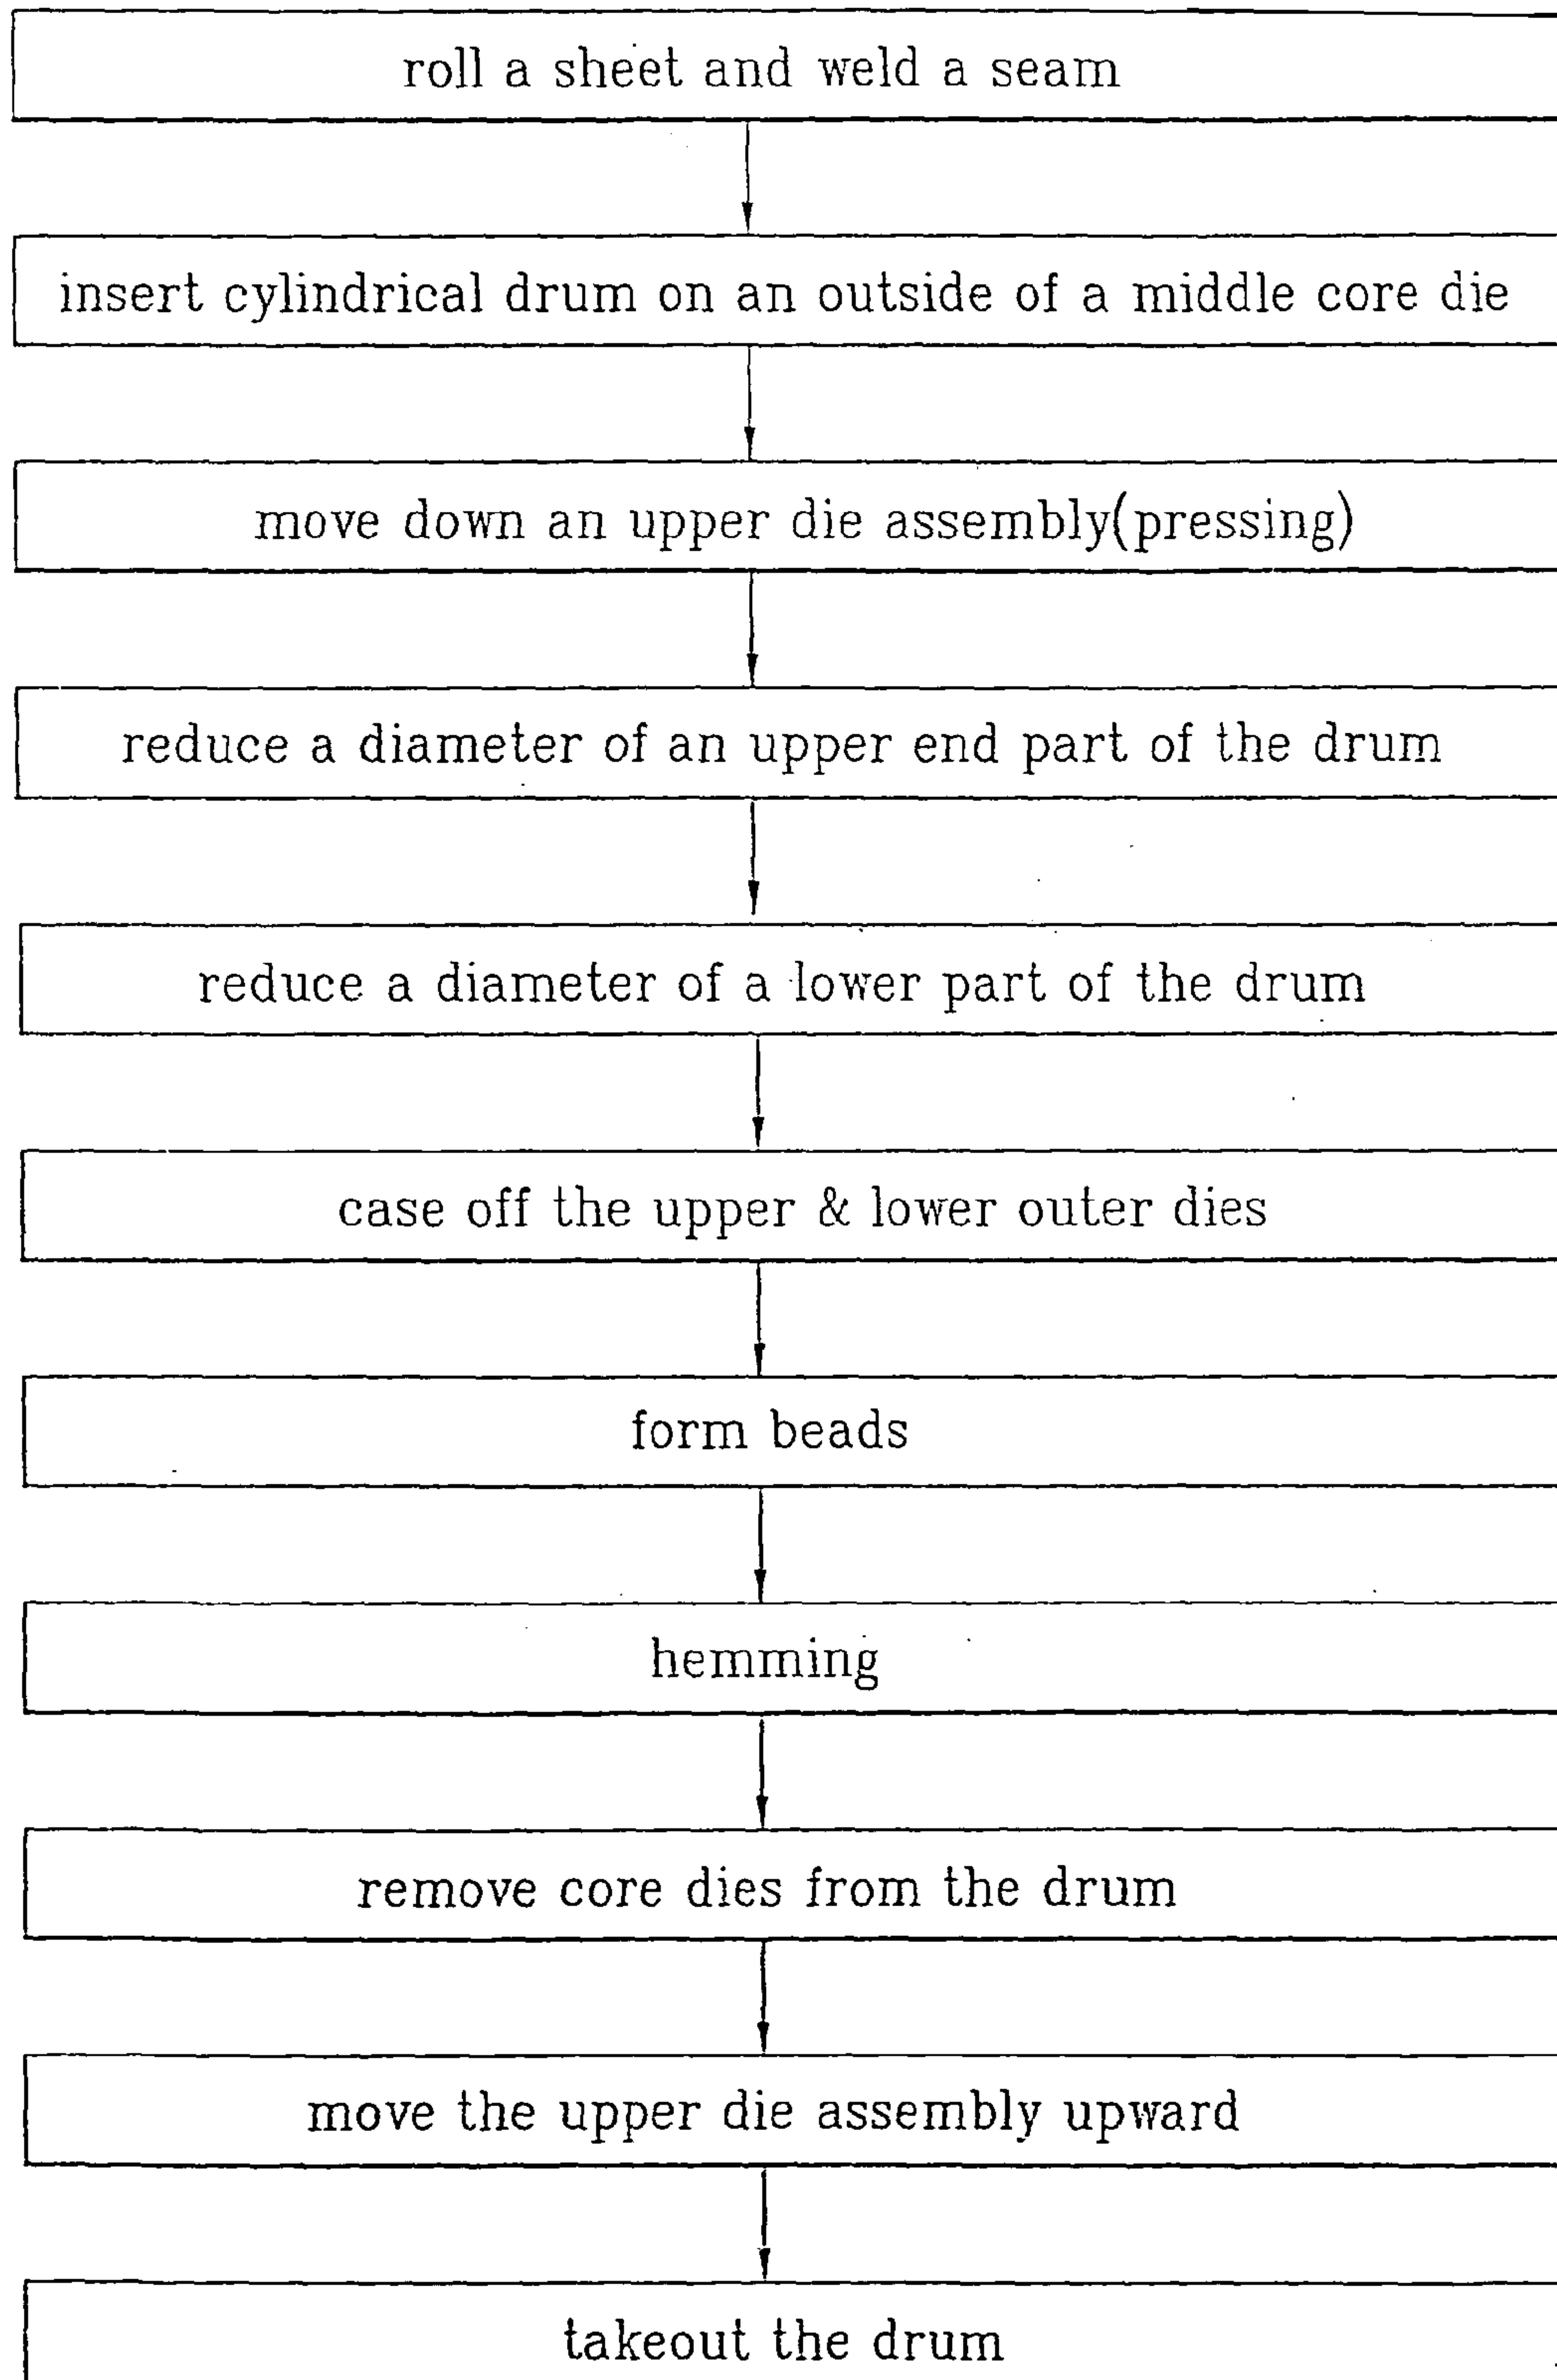 roll a sheet and weld a seam
insert cylindrical drum on an outside of a middle core die
move down an upper die assembly(pressing)
reduce a diameter of an upper end part of the drum
reduce a diameter of a lower part of the drum
case off the upper & lower outer dies
form beads
hemming
remove core dies from the drum
move the upper die assembly upward
takeout the drum